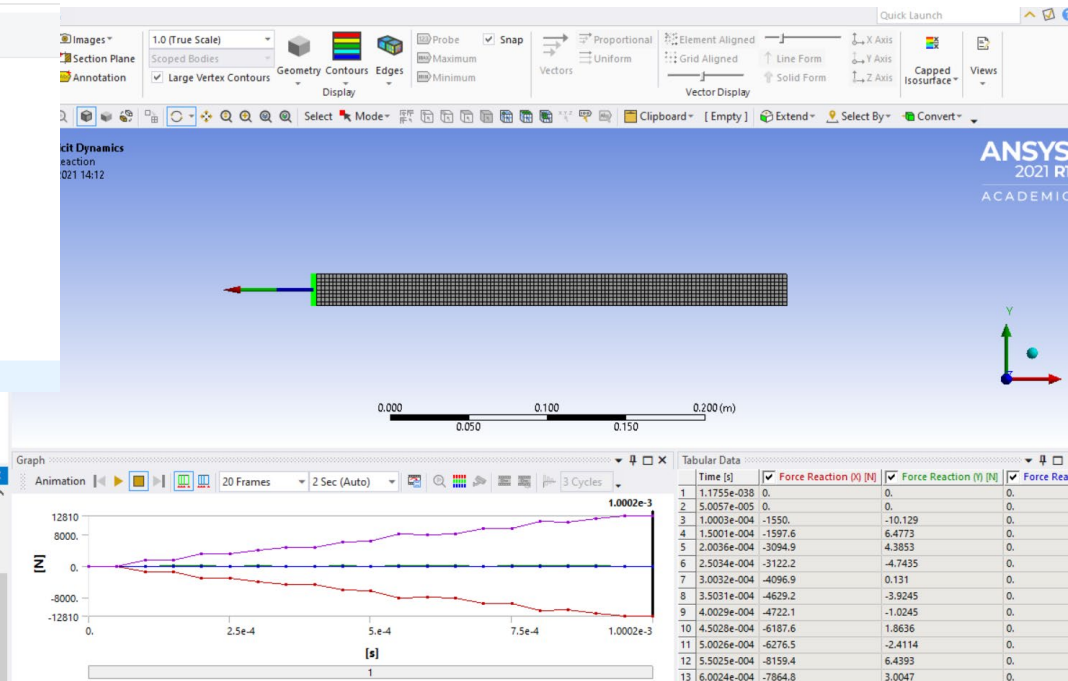 Quick Launch
Images
Section Plane
Annotation
1.0 (True Scale)
Scoped Bodies
Large Vertex Contours
Geometry Contours Edges
Display
Probe
Maximum
Minimum
Snap
Vectors
Proportional
Uniform
Element Aligned
Grid Aligned
Line Form
Solid Form
Vector Display
X Axis
Y Axis
Z Axis
Capped
Isosurface
Views
Select Mode
Clipboard [ Empty ] Extend Select By Convert
cit Dynamics
eaction
021 14:12
ANSYS
2021 R1
ACADEMIC
Y
0.000 0.100 0.200 (m)
0.050 0.150
Graph
Animation 20 Frames 2 Sec (Auto) 3 Cycles
1.0002e-3
12810
8000.
[N]
0.
-8000.
-12810
0. 2.5e-4 5.e-4 7.5e-4 1.0002e-3
[s]
1
Tabular Data
Time [s] Force Reaction (X) [N] Force Reaction (Y) [N] Force Rea
1 1.1755e-038 0. 0. 0.
2 5.0057e-005 0. 0. 0.
3 1.0003e-004 -1550. -10.129 0.
4 1.5001e-004 -1597.6 6.4773 0.
5 2.0036e-004 -3094.9 4.3853 0.
6 2.5034e-004 -3122.2 -4.7435 0.
7 3.0032e-004 -4096.9 0.131 0.
8 3.5031e-004 -4629.2 -3.9245 0.
9 4.0029e-004 -4722.1 -1.0245 0.
10 4.5028e-004 -6187.6 1.8636 0.
11 5.0026e-004 -6276.5 -2.4114 0.
12 5.5025e-004 -8159.4 6.4393 0.
13 6.0024e-004 -7864.8 3.0047 0.